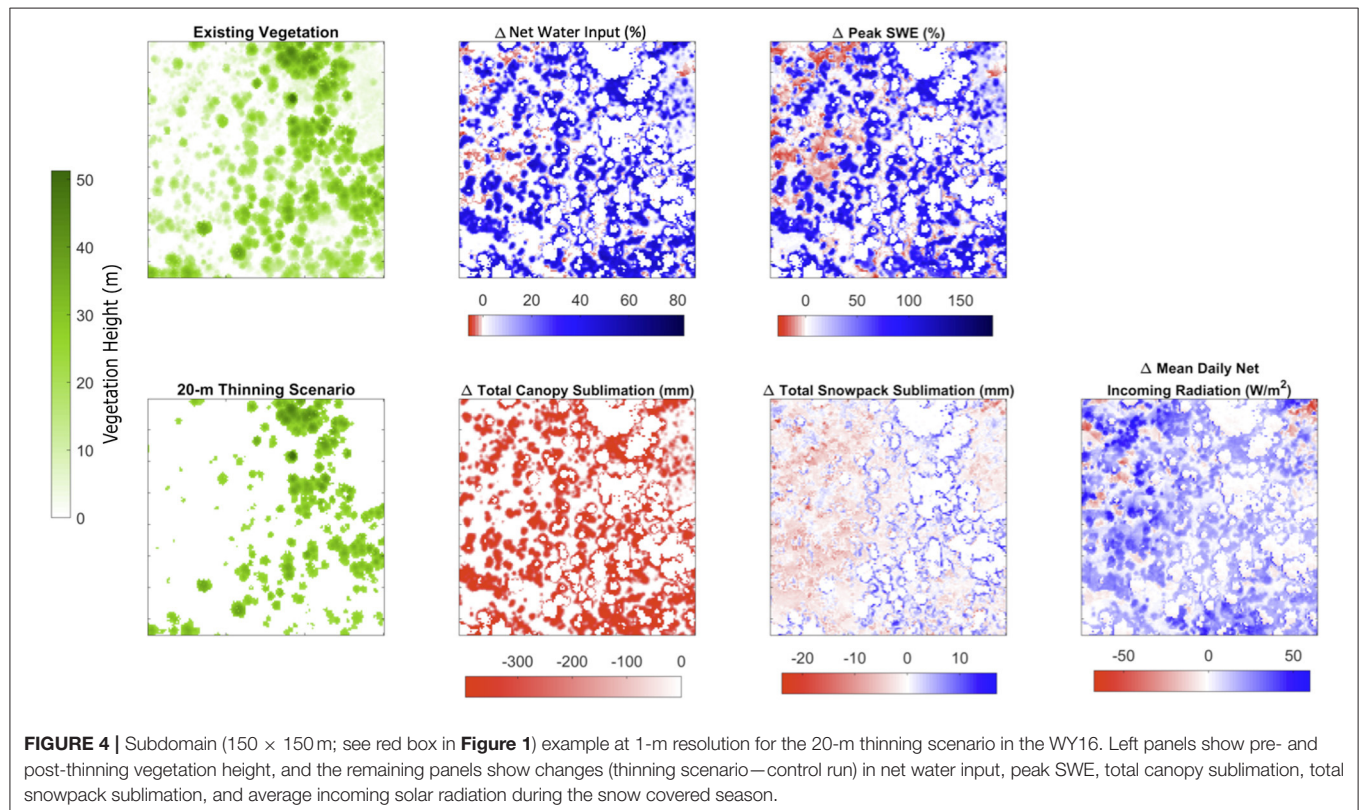 Existing Vegetation
Δ Net Water Input (%)
Δ Peak SWE (%)
0 20 40 60 80
0 50 100 150
Vegetation Height (m)
50
40
30
20
10
0
20-m Thinning Scenario
Δ Total Canopy Sublimation (mm)
Δ Total Snowpack Sublimation (mm)
Δ Mean Daily Net
Incoming Radiation (W/m²)
-300 -200 -100 0
-20 -10 0 10
-50 0 50
FIGURE 4 | Subdomain (150 × 150 m; see red box in Figure 1) example at 1-m resolution for the 20-m thinning scenario in the WY16. Left panels show pre- and
post-thinning vegetation height, and the remaining panels show changes (thinning scenario—control run) in net water input, peak SWE, total canopy sublimation, total
snowpack sublimation, and average incoming solar radiation during the snow covered season.